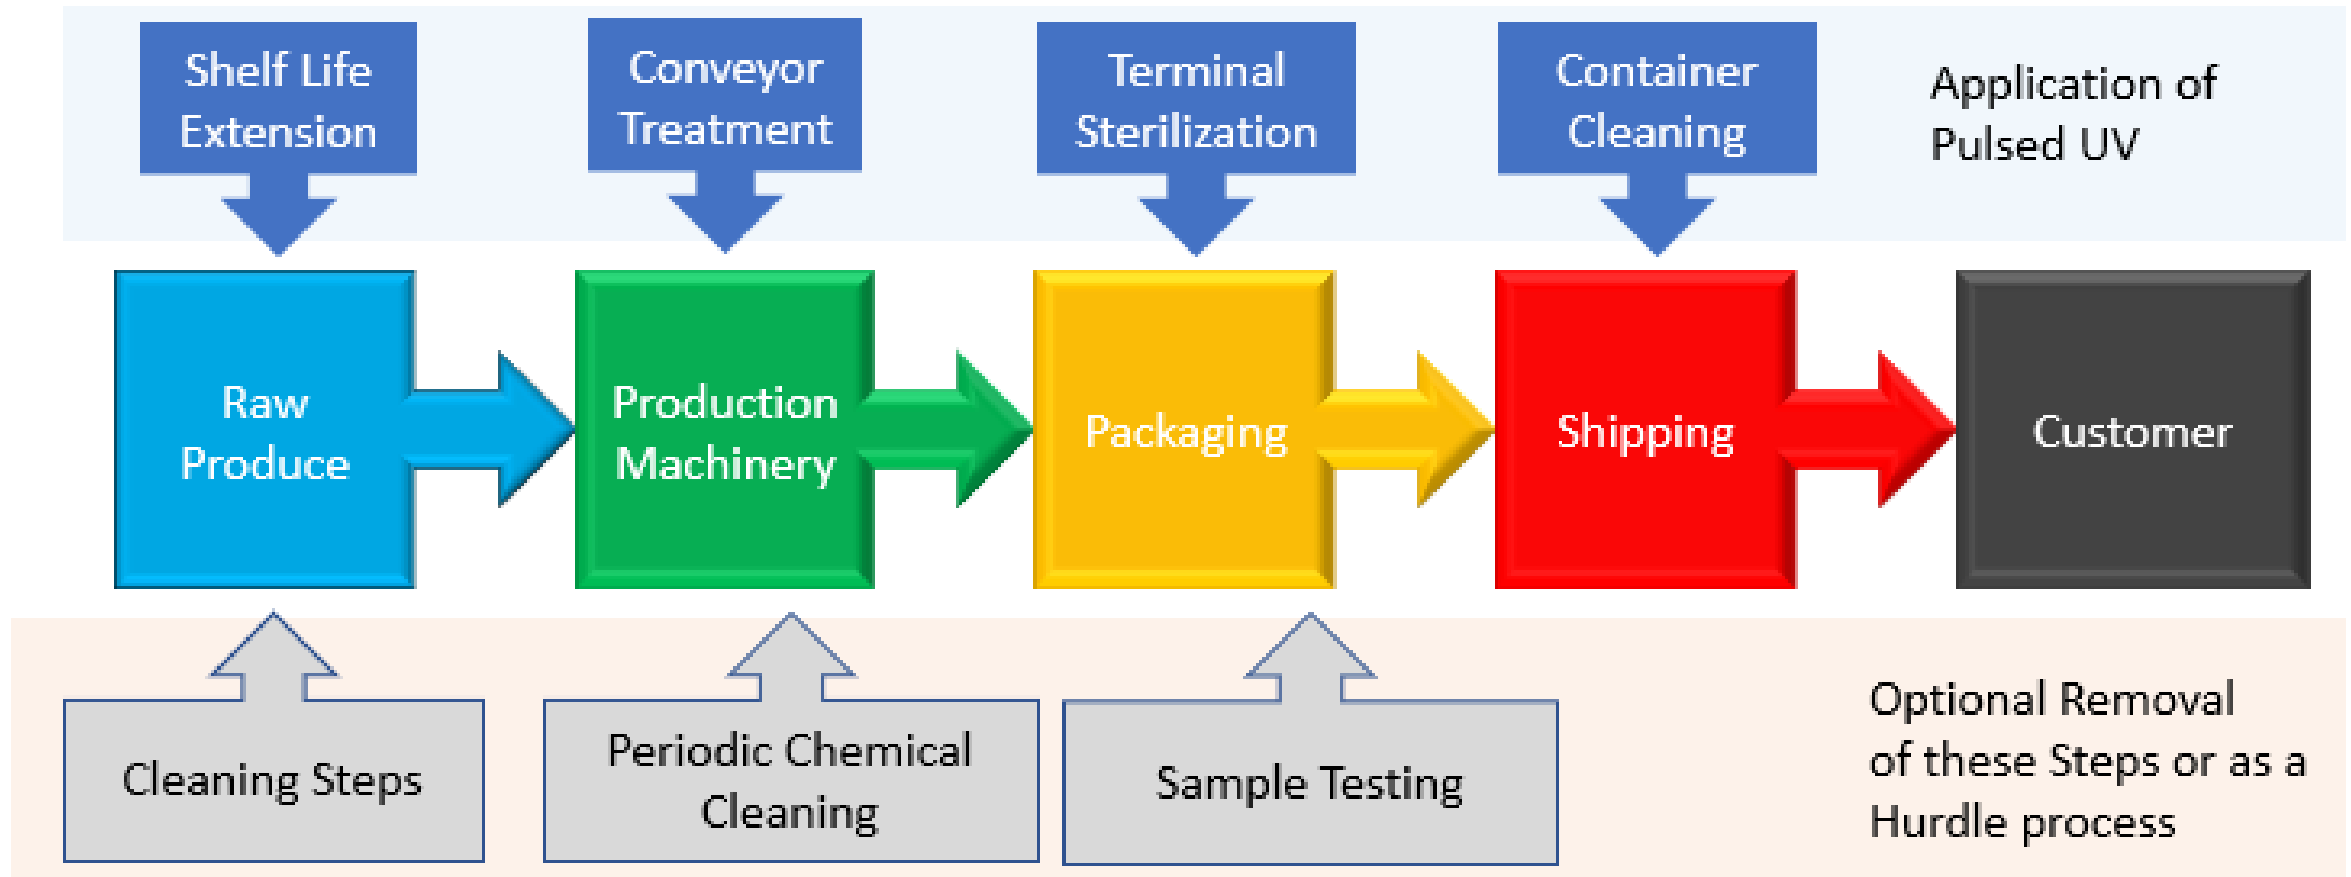 Shelf Life
Extension
Conveyor
Treatment
Terminal
Sterilization
Container
Cleaning
Application of
Pulsed UV
Raw
Produce
Production
Machinery
Packaging
Shipping
Customer
Cleaning Steps
Periodic Chemical
Cleaning
Sample Testing
Optional Removal
of these Steps or as a
Hurdle process